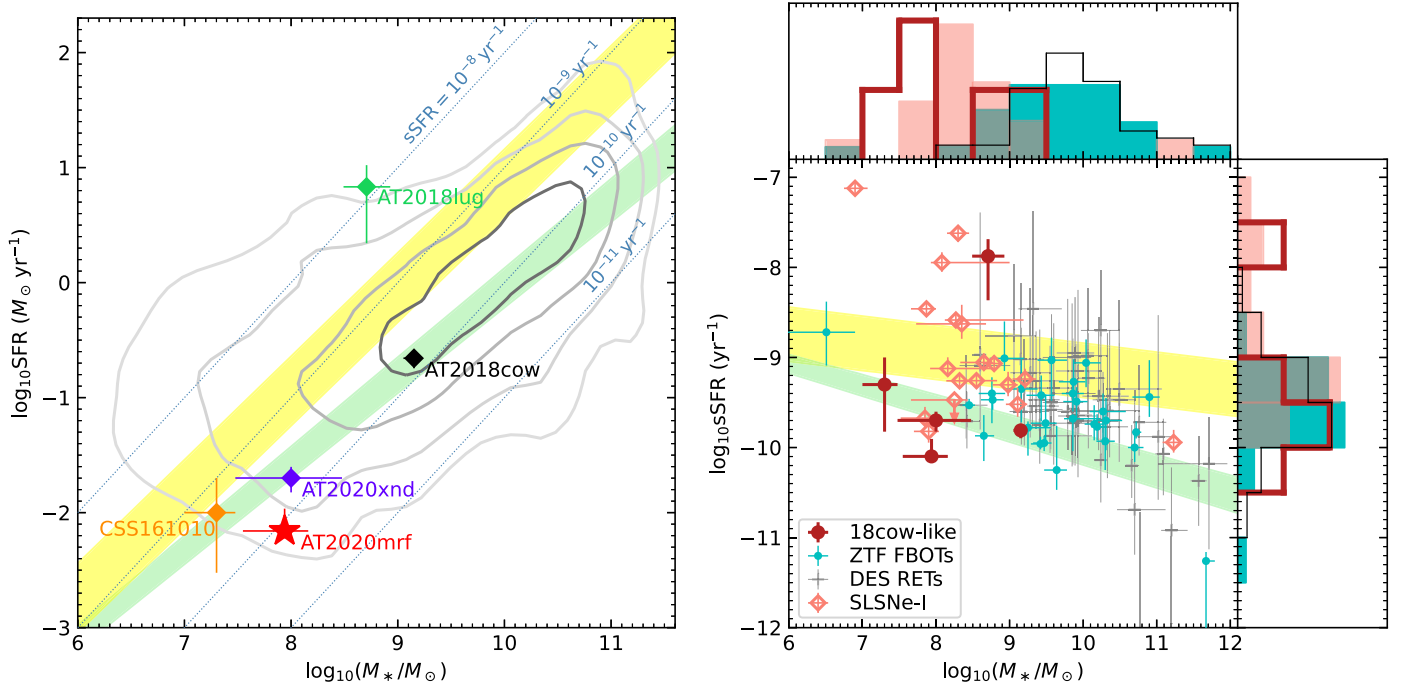 2
1
0
−1
−2
−3
6
7
8
9
10
11
log₁₀SFR (M⊙ yr⁻¹)
log₁₀(M∗/M⊙)
sSFR = 10⁻⁸ yr⁻¹
10⁻⁹ yr⁻¹
10⁻¹⁰ yr⁻¹
10⁻¹¹ yr⁻¹
AT2018lug
AT2018cow
AT2020xnd
CSS161010
AT2020mrf
−7
−8
−9
−10
−11
−12
6
7
8
9
10
11
12
log₁₀sSFR (yr⁻¹)
log₁₀(M∗/M⊙)
18cow-like
ZTF FBOTs
DES RETs
SLSNe-I